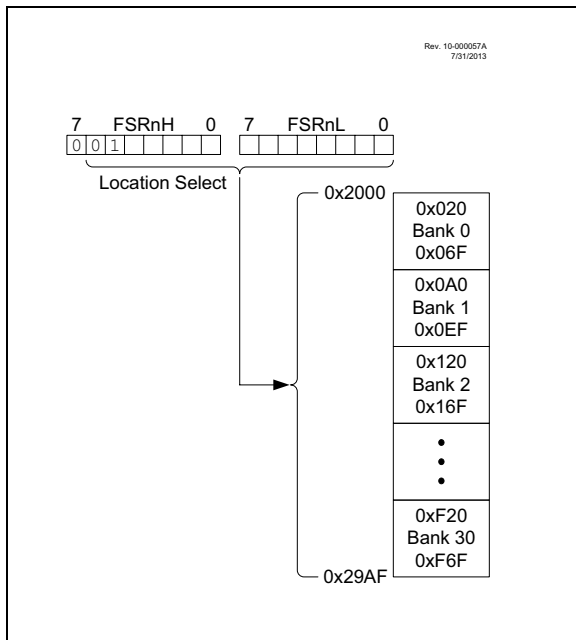 Rev. 10-000057A
7/31/2013
7 FSRnH 0 7 FSRnL 0
0 0 1
Location Select
0x2000
0x020
Bank 0
0x06F
0x0A0
Bank 1
0x0EF
0x120
Bank 2
0x16F
0xF20
Bank 30
0xF6F
0x29AF